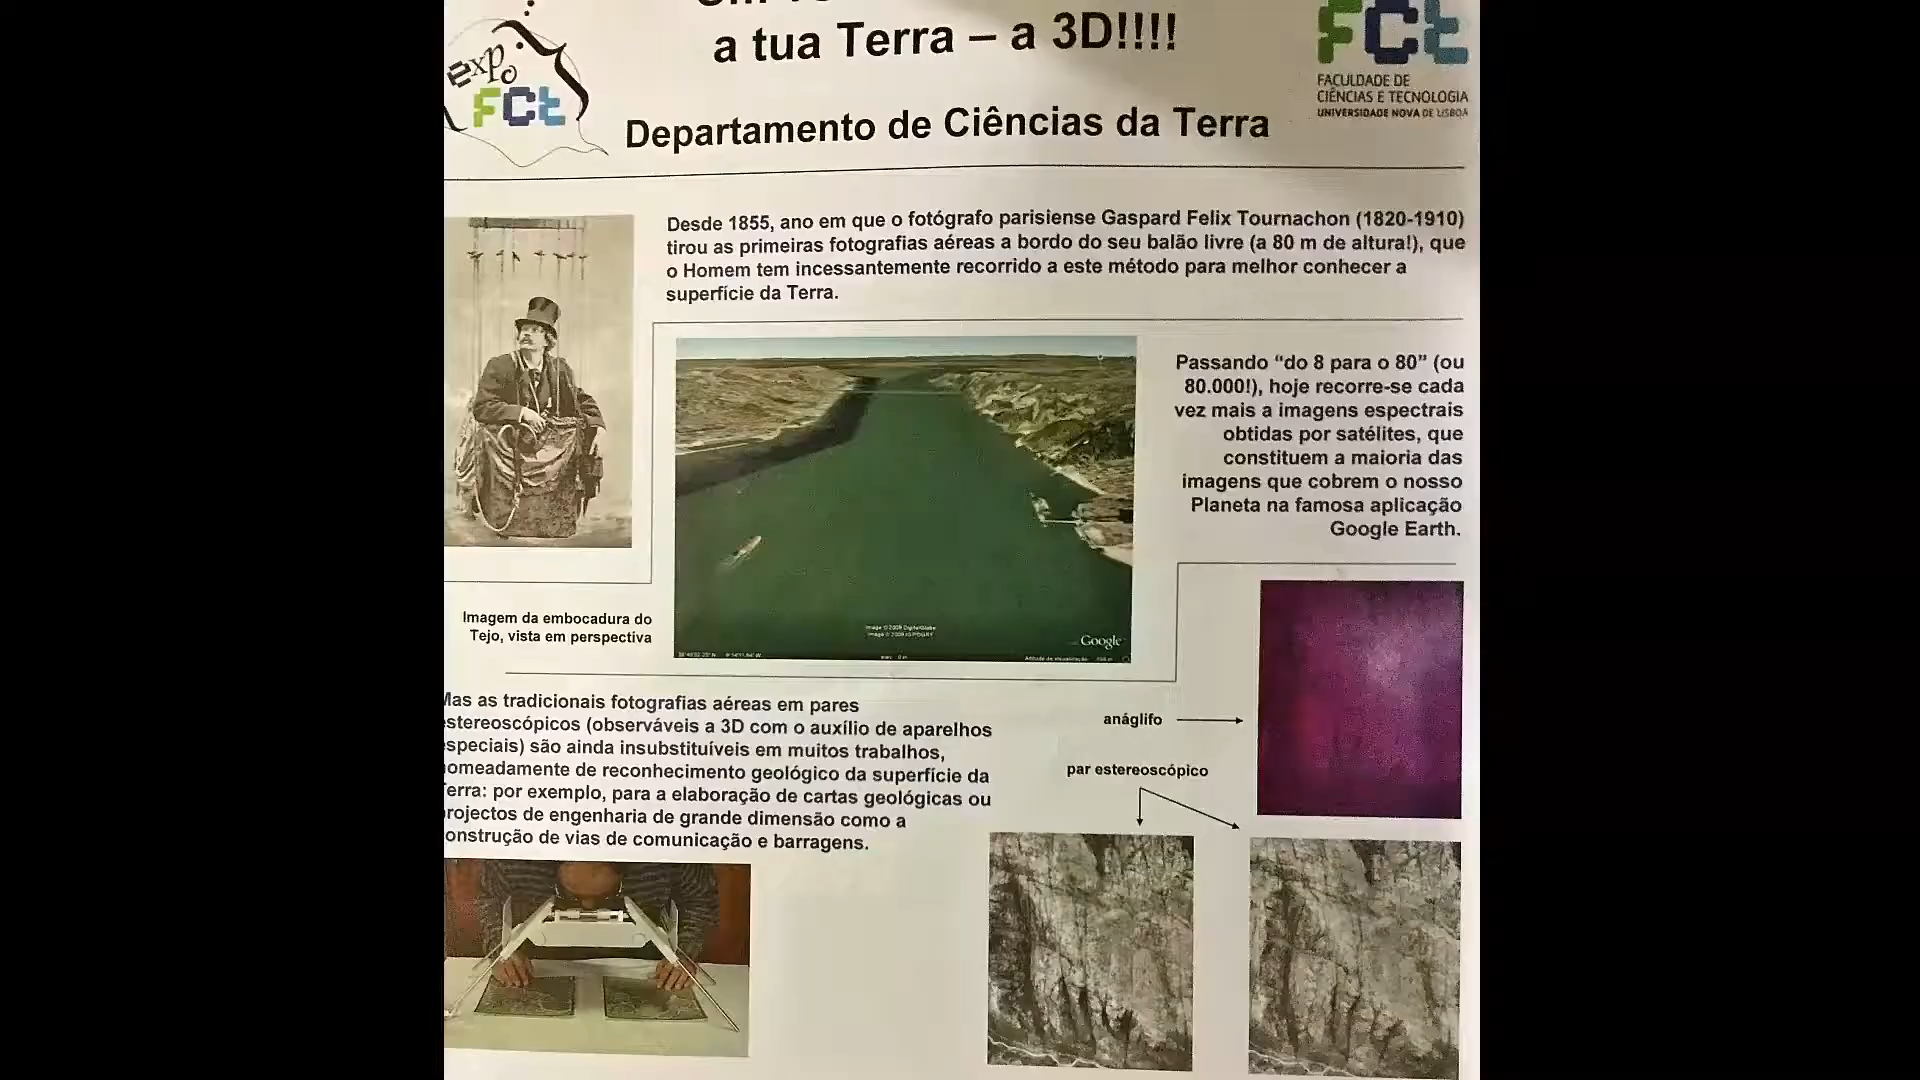 a tua Terra – a 3D!!!!
expo
FCt
FCt
FACULDADE DE
CIÊNCIAS E TECNOLOGIA
UNIVERSIDADE NOVA DE LISBOA
Departamento de Ciências da Terra
Desde 1855, ano em que o fotógrafo parisiense Gaspard Felix Tournachon (1820-1910)
tirou as primeiras fotografias aéreas a bordo do seu balão livre (a 80 m de altura!), que
o Homem tem incessantemente recorrido a este método para melhor conhecer a
superfície da Terra.
Passando “do 8 para o 80” (ou
80.000!), hoje recorre-se cada
vez mais a imagens espectrais
obtidas por satélites, que
constituem a maioria das
imagens que cobrem o nosso
Planeta na famosa aplicação
Google Earth.
Image © 2009 DigitalGlobe
Google
Imagem da embocadura do
Tejo, vista em perspectiva
as tradicionais fotografias aéreas em pares
stereoscópicos (observáveis a 3D com o auxílio de aparelhos
speciais) são ainda insubstituíveis em muitos trabalhos,
omeadamente de reconhecimento geológico da superfície da
erra: por exemplo, para a elaboração de cartas geológicas ou
rojectos de engenharia de grande dimensão como a
onstrução de vias de comunicação e barragens.
anáglifo
par estereoscópico